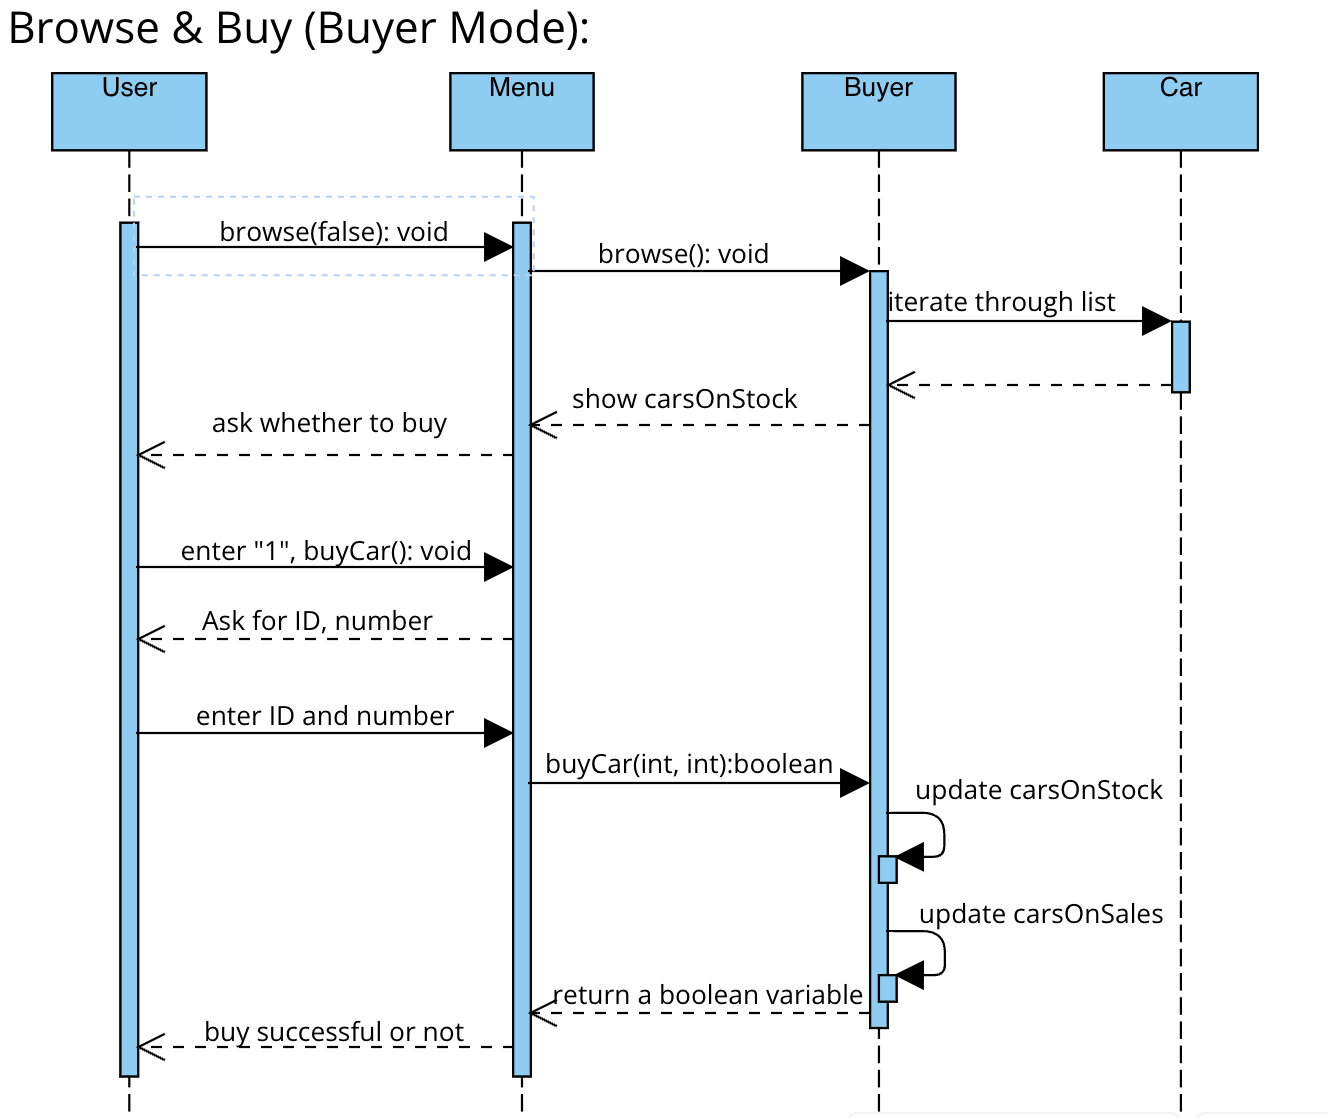 Browse & Buy (Buyer Mode):
User
Menu
Buyer
Car
browse(false): void
browse(): void
iterate through list
show carsOnStock
ask whether to buy
enter "1", buyCar(): void
Ask for ID, number
enter ID and number
buyCar(int, int):boolean
update carsOnStock
update carsOnSales
return a boolean variable
buy successful or not